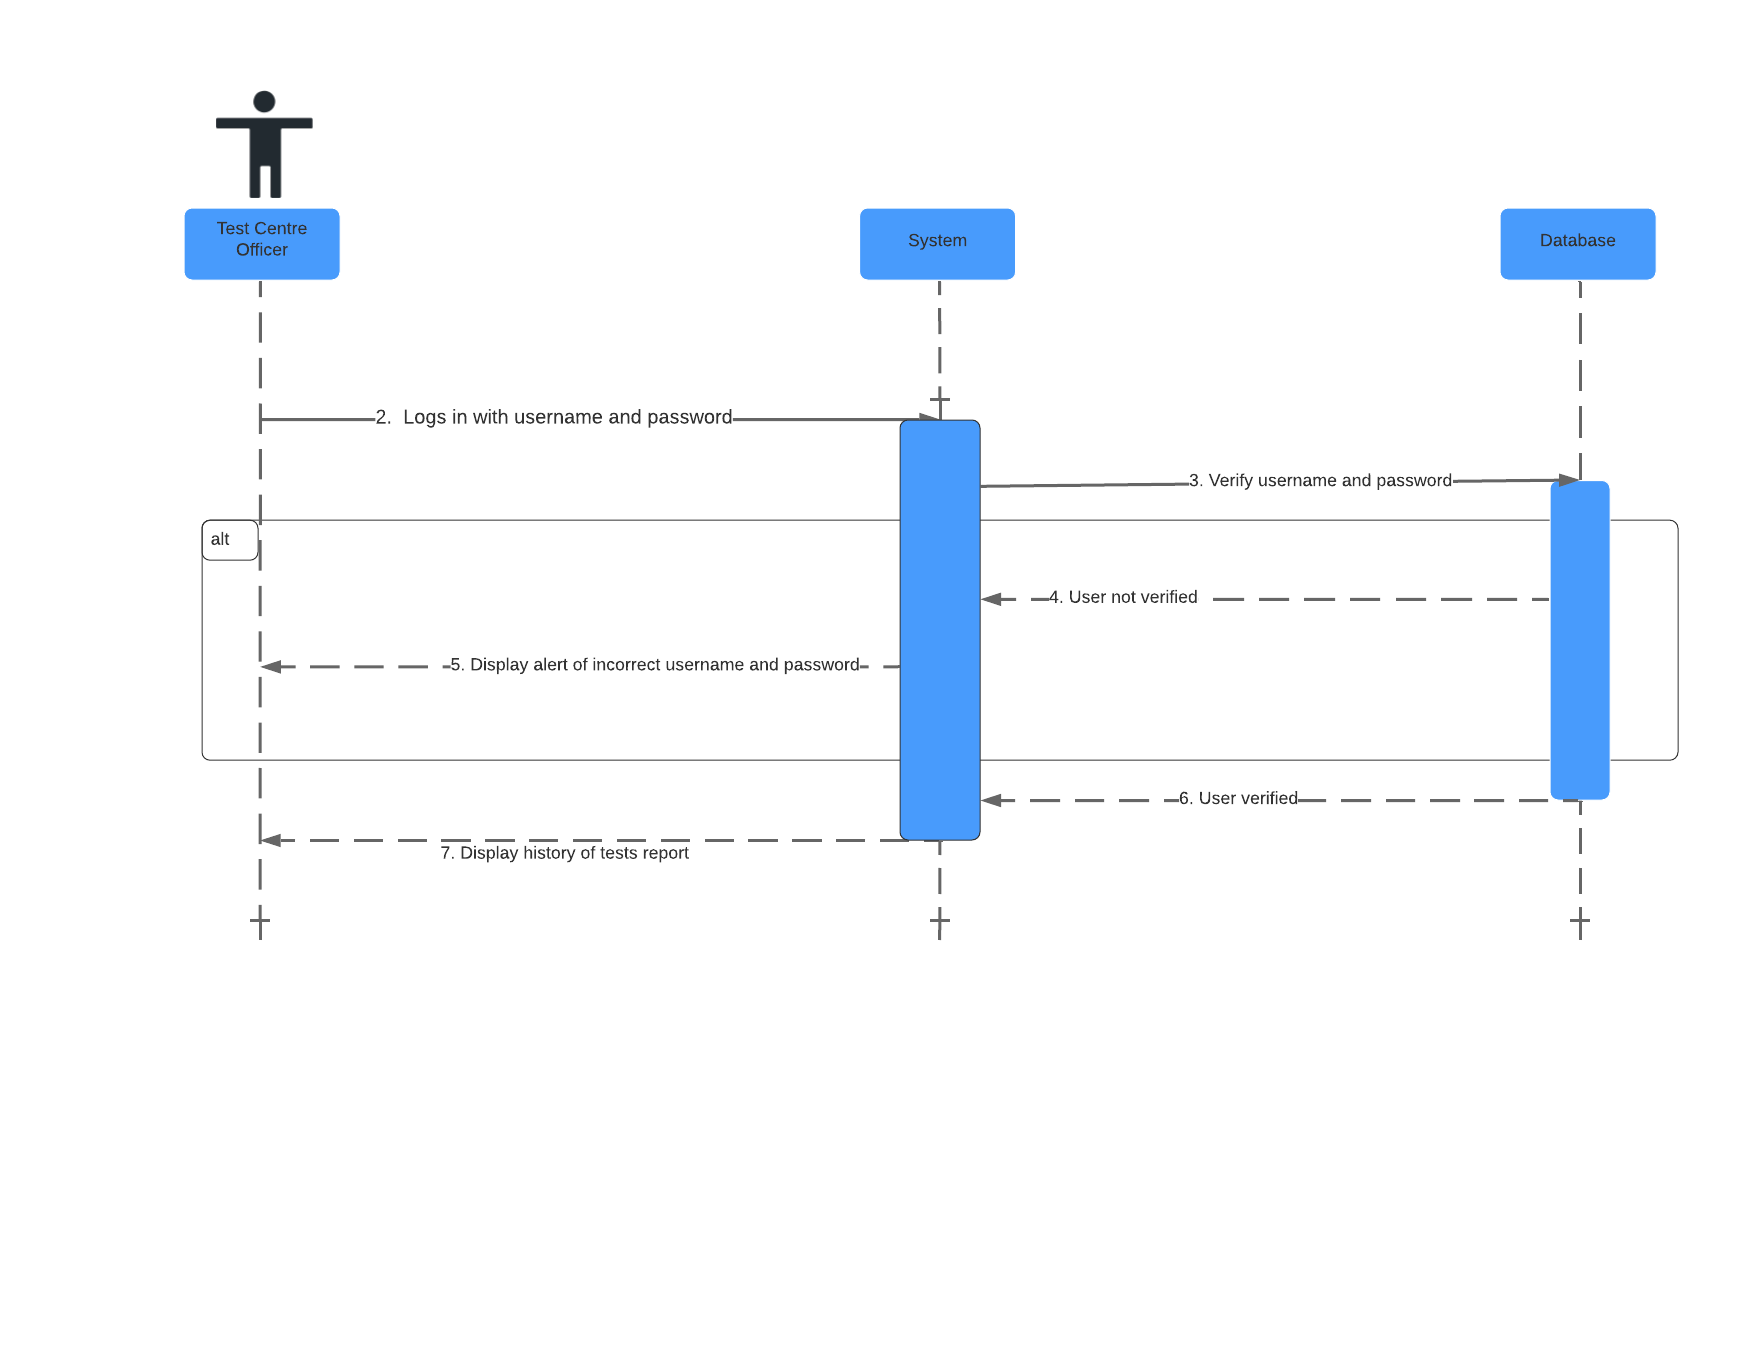 Test Centre
Officer
System
Database
2.  Logs in with username and password
3. Verify username and password
alt
4. User not verified
5. Display alert of incorrect username and password
6. User verified
7. Display history of tests report